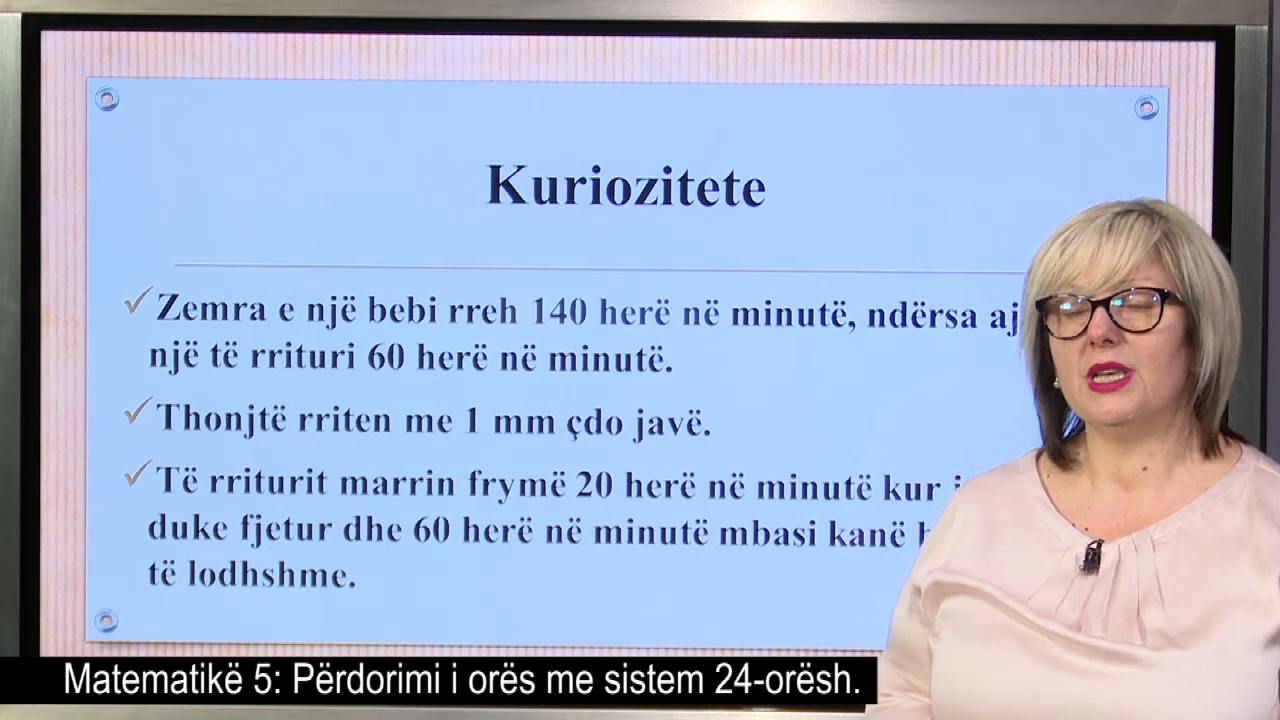 Kuriozitete
Zemra e një bebi rreh 140 herë në minutë, ndërsa aj
një të rrituri 60 herë në minutë.
Thonjtë rriten me 1 mm çdo javë.
Të rriturit marrin frymë 20 herë në minutë kur
duke fjetur dhe 60 herë në minutë mbasi kanë
të lodhshme.
Matematikë 5: Përdorimi i orës me sistem 24-orësh.